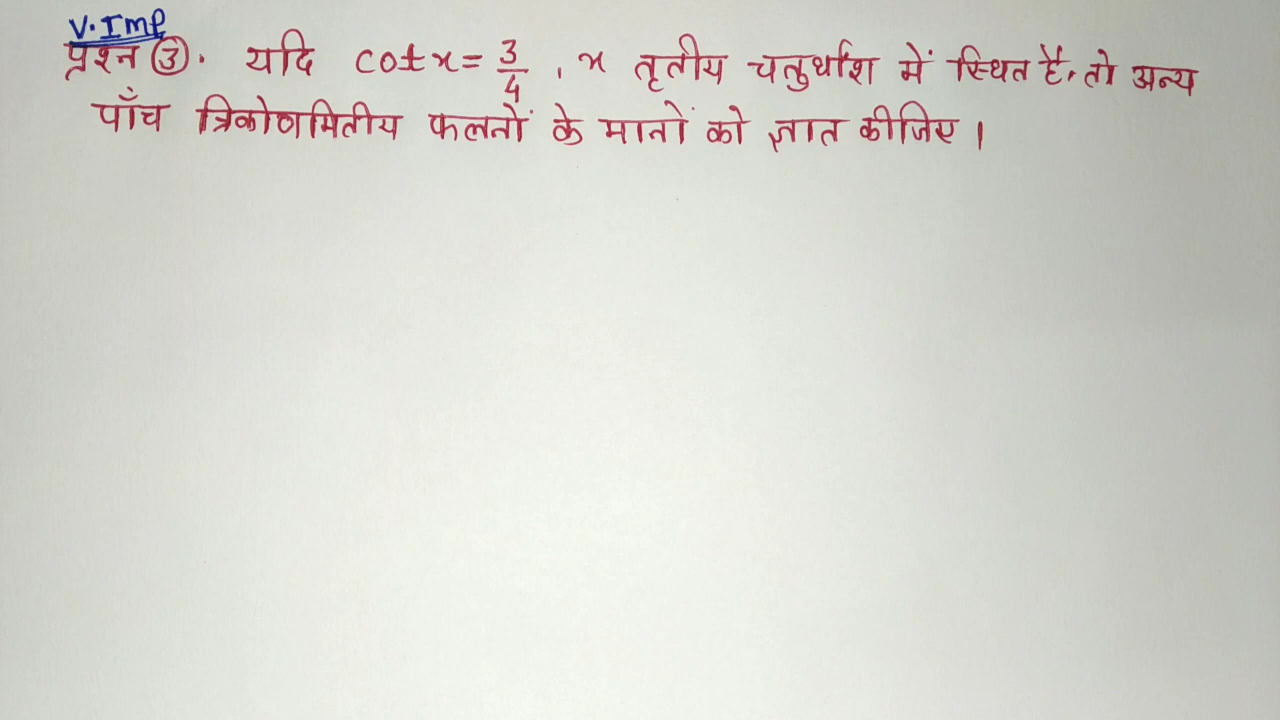 V. Imp
प्रश्न ③. यदि cot x = 3/4, x तृतीय चतुर्थांश में स्थित है, तो अन्य
पाँच त्रिकोणमितीय फलनों के मानों को ज्ञात कीजिए।